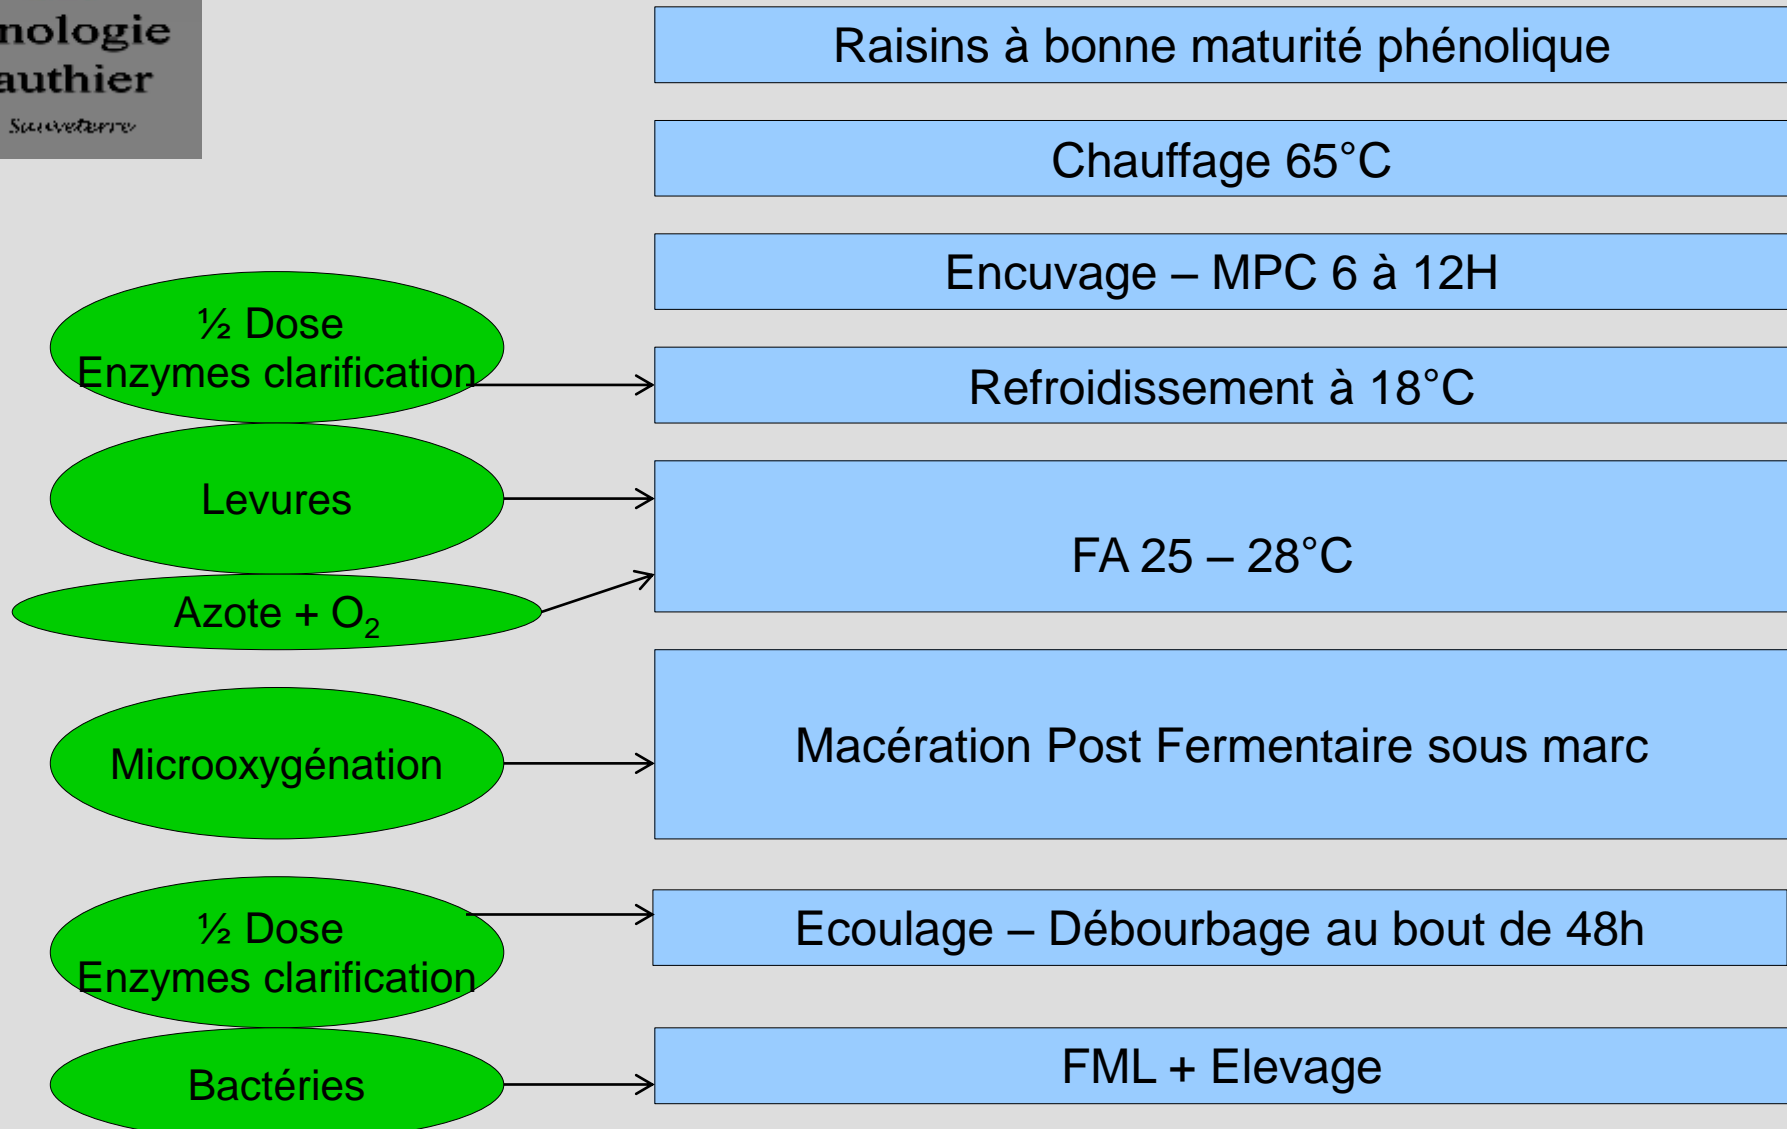 nologie
authier
Sauveterre
Raisins à bonne maturité phénolique
Chauffage 65°C
Encuvage – MPC 6 à 12H
½ Dose
Enzymes clarification
Refroidissement à 18°C
Levures
FA 25 – 28°C
Azote + O₂
Microoxygénation
Macération Post Fermentaire sous marc
½ Dose
Enzymes clarification
Ecoulage – Débourbage au bout de 48h
Bactéries
FML + Elevage